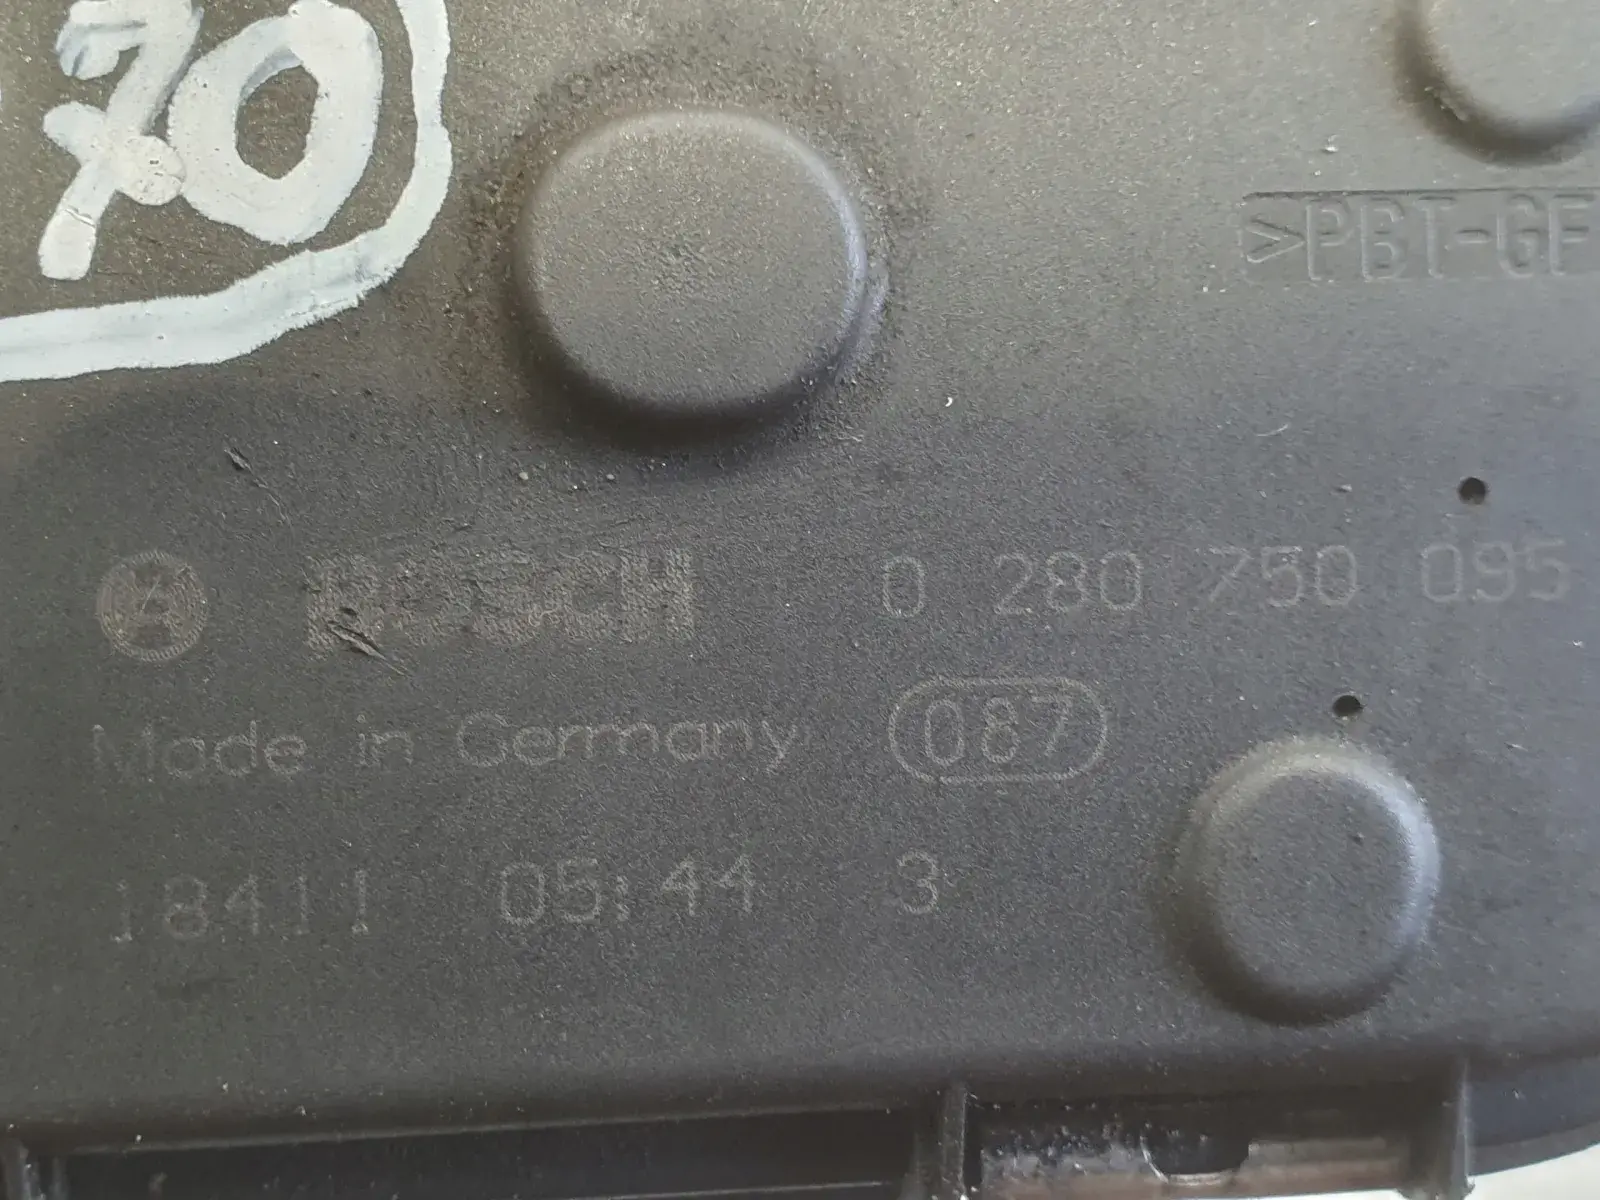 70
>PBT-GF
BOSCH 0 280 750 095
Made in Germany 087
18411 05:44 3